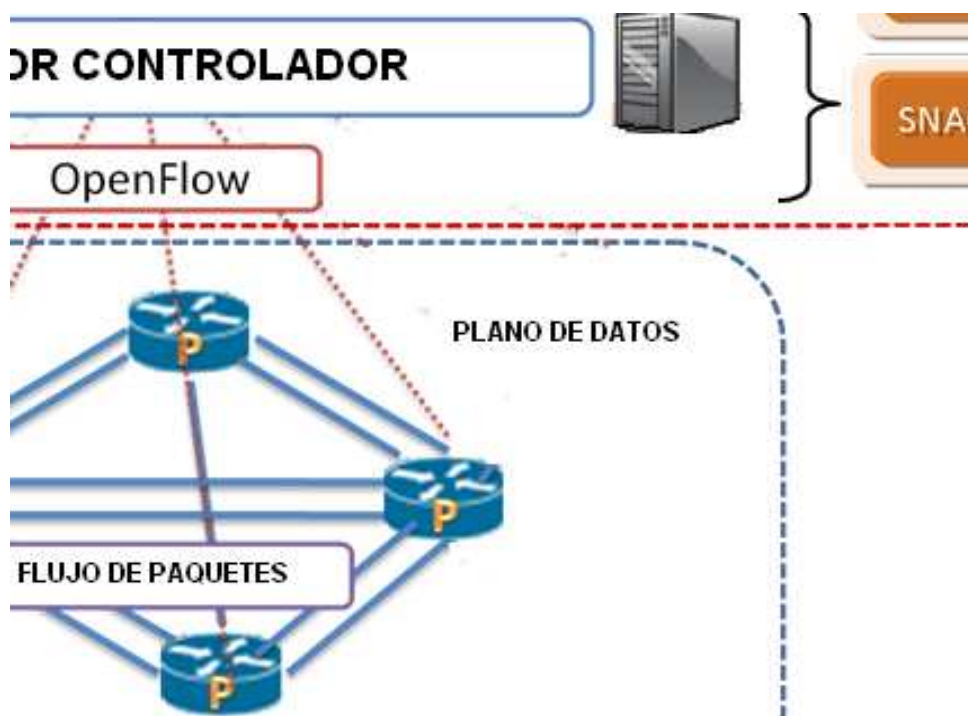 OR CONTROLADOR
OpenFlow
PLANO DE DATOS
P
P
FLUJO DE PAQUETES
P